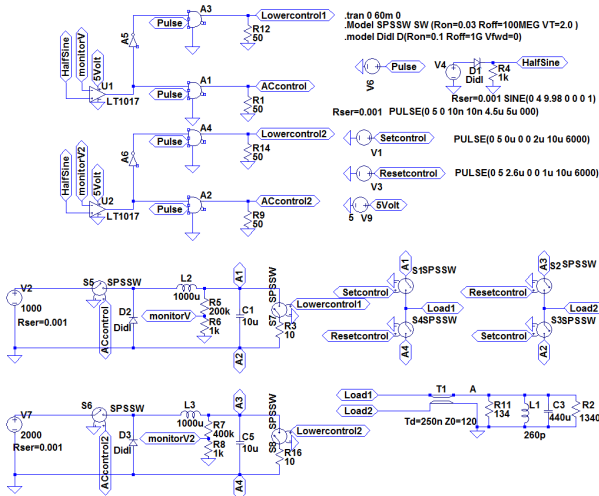 A3
Lowercontrol1
Pulse
R12
50
A5
HalfSine
monitorV
5Volt
U1
LT1017
A1
ACcontrol
Pulse
R1
50
A4
Lowercontrol2
Pulse
R14
50
A6
HalfSine
monitorV2
5Volt
U2
LT1017
A2
ACcontrol2
Pulse
R9
50
.tran 0 60m 0
.Model SPSSW SW (Ron=0.03 Roff=100MEG VT=2.0 )
.model Didl D(Ron=0.1 Roff=1G Vfwd=0)
Pulse
V6
V4
D1
Didl
HalfSine
R4
1k
Rser=0.001 SINE(0 4 9.98 0 0 0 1)
Rser=0.001 PULSE(0 5 0 10n 10n 4.5u 5u 000)
Setcontrol
V1
PULSE(0 5 0u 0 0 2u 10u 6000)
Resetcontrol
V3
PULSE(0 5 2.6u 0 0 1u 10u 6000)
5Volt
5 V9
V2
1000
Rser=0.001
S5
SPSSW
ACcontrol
D2
Didl
L2
1000u
monitorV
R5
200k
R6
1k
A1
C1
10u
A2
SPSSW
S7
Lowercontrol1
R3
10
A1
S1SPSSW
Setcontrol
Load1
Resetcontrol
S4SPSSW
A4
A3
S2 SPSSW
Resetcontrol
Load2
Setcontrol
S3SPSSW
A2
V7
2000
Rser=0.001
S6
SPSSW
ACcontrol2
D3
Didl
L3
1000u
monitorV2
R7
400k
R8
1k
A3
C5
10u
A4
SPSSW
S8
Lowercontrol2
R16
10
Load1
Load2
T1
Td=250n Z0=120
A
R11
134
L1
260p
C3
440u
R2
1340